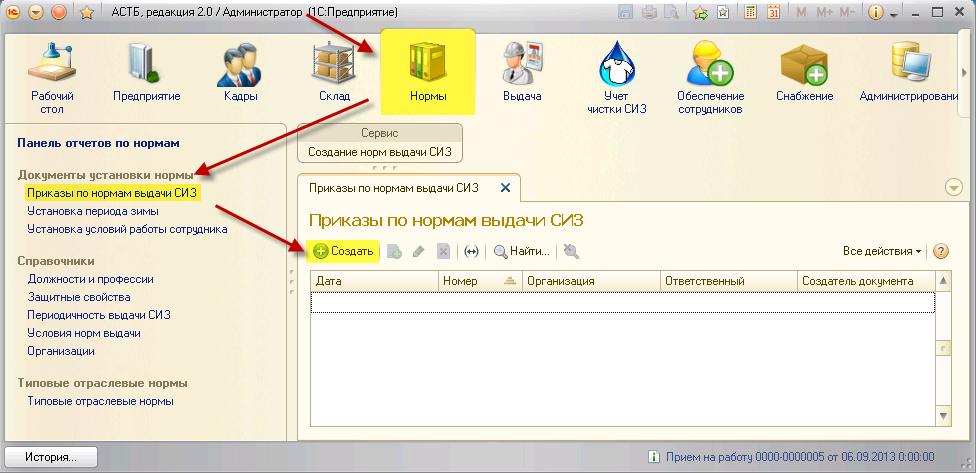 АСТБ, редакция 2.0 / Администратор (1С:Предприятие)
M M+ M-
31
Рабочий
стол
Предприятие
Кадры
Склад
Нормы
Выдача
Учет
чистки СИЗ
Обеспечение
сотрудников
Снабжение
Администрировани
Панель отчетов по нормам
Документы установки нормы
Приказы по нормам выдачи СИЗ
Установка периода зимы
Установка условий работы сотрудника
Справочники
Должности и профессии
Защитные свойства
Периодичность выдачи СИЗ
Условия норм выдачи
Организации
Типовые отраслевые нормы
Типовые отраслевые нормы
Сервис
Создание норм выдачи СИЗ
Приказы по нормам выдачи СИЗ
Приказы по нормам выдачи СИЗ
Создать
Найти...
Все действия
Дата
Номер
Организация
Ответственный
Создатель документа
История...
Прием на работу 0000-0000005 от 06.09.2013 0:00:00